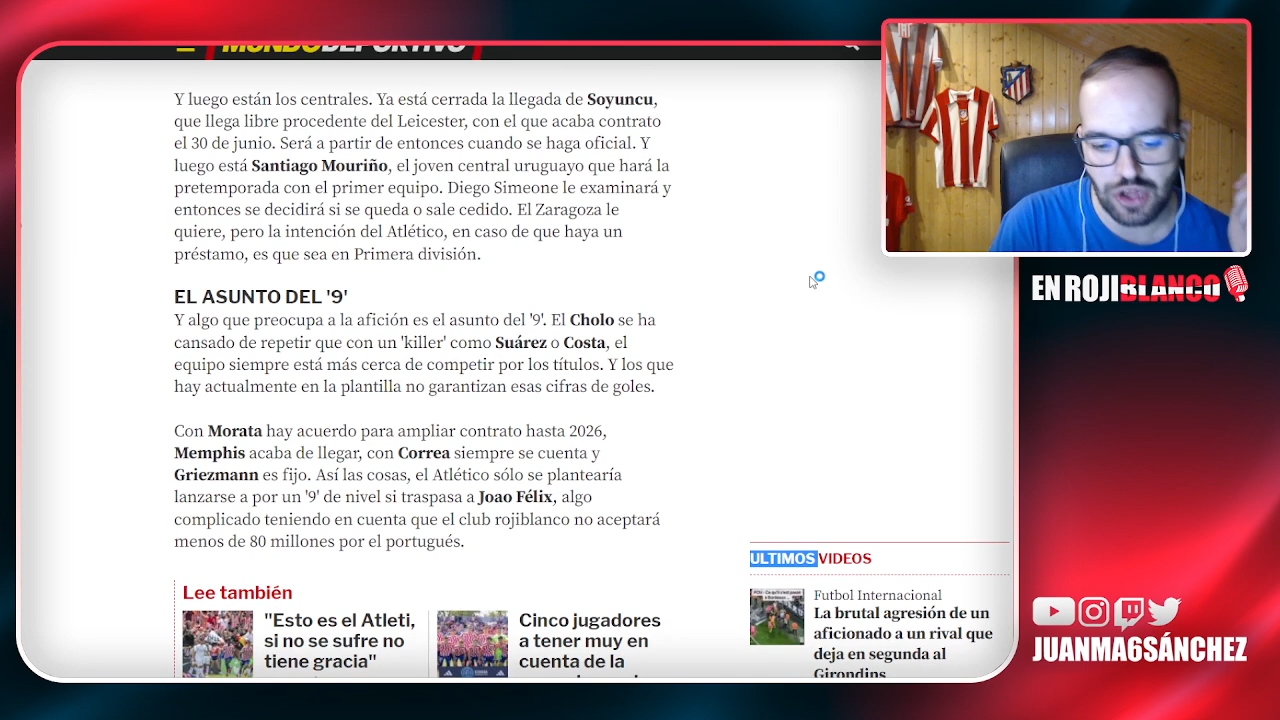 MUNDODEPORTIVO
Y luego están los centrales. Ya está cerrada la llegada de Soyuncu,
que llega libre procedente del Leicester, con el que acaba contrato
el 30 de junio. Será a partir de entonces cuando se haga oficial. Y
luego está Santiago Mouriño, el joven central uruguayo que hará la
pretemporada con el primer equipo. Diego Simeone le examinará y
entonces se decidirá si se queda o sale cedido. El Zaragoza le
quiere, pero la intención del Atlético, en caso de que haya un
préstamo, es que sea en Primera división.
EL ASUNTO DEL '9'
Y algo que preocupa a la afición es el asunto del '9'. El Cholo se ha
cansado de repetir que con un 'killer' como Suárez o Costa, el
equipo siempre está más cerca de competir por los títulos. Y los que
hay actualmente en la plantilla no garantizan esas cifras de goles.
Con Morata hay acuerdo para ampliar contrato hasta 2026,
Memphis acaba de llegar, con Correa siempre se cuenta y
Griezmann es fijo. Así las cosas, el Atlético sólo se plantearía
lanzarse a por un '9' de nivel si traspasa a Joao Félix, algo
complicado teniendo en cuenta que el club rojiblanco no aceptará
menos de 80 millones por el portugués.
Lee también
"Esto es el Atleti,
si no se sufre no
tiene gracia"
Cinco jugadores
a tener muy en
cuenta de la
ULTIMOS VIDEOS
Futbol Internacional
La brutal agresión de un
aficionado a un rival que
deja en segunda al
Girondins
EN ROJIBLANCO
JUANMA6SÁNCHEZ